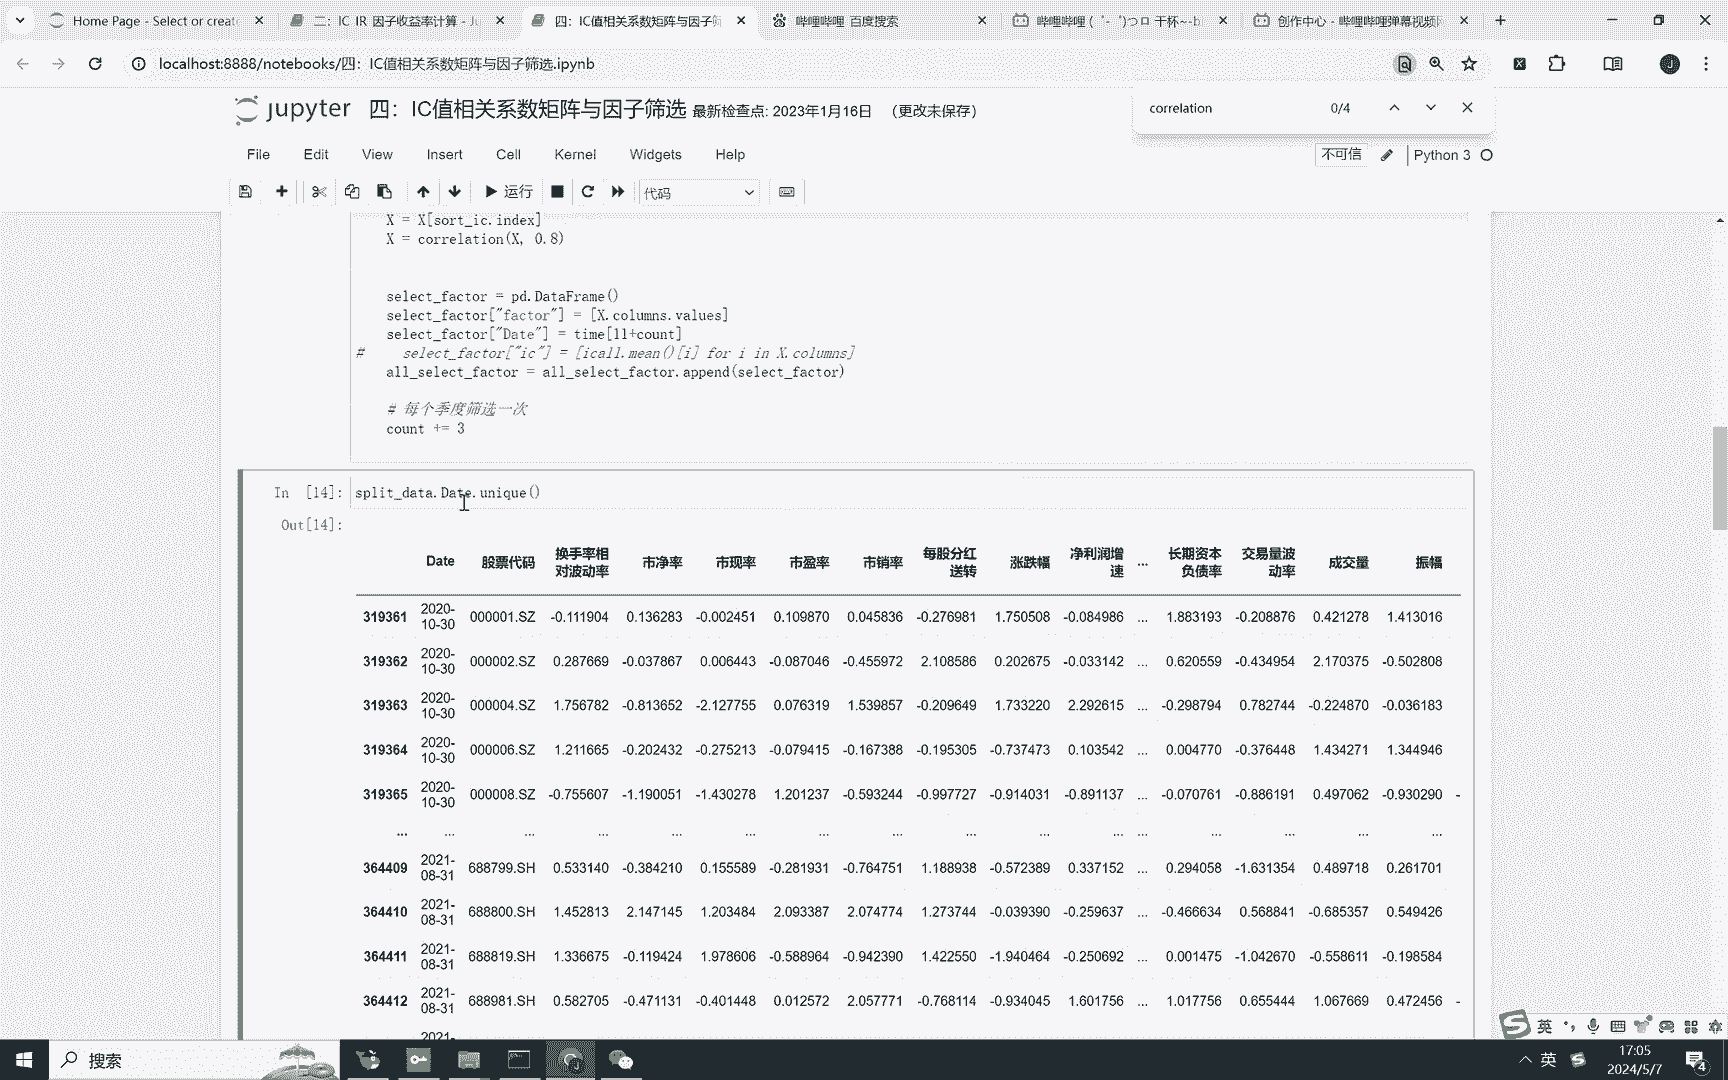 Home Page - Select or create
二：IC IR 因子收益率计算 - Ju
四：IC值相关系数矩阵与因子筛
哔哩哔哩_百度搜索
哔哩哔哩 (゜-゜)つロ 干杯~-b
创作中心 - 哔哩哔哩弹幕视频网
localhost:8888/notebooks/四：IC值相关系数矩阵与因子筛选.ipynb
correlation 0/4
jupyter 四：IC值相关系数矩阵与因子筛选 最新检查点: 2023年1月16日 （更改未保存）
File Edit View Insert Cell Kernel Widgets Help
不可信 Python 3
运行 代码
X = X[sort_ic.index]
X = correlation(X, 0.8)
select_factor = pd.DataFrame()
select_factor["factor"] = [X.columns.values]
select_factor["Date"] = time[11+count]
# select_factor["ic"] = [icall.mean()[i] for i in X.columns]
all_select_factor = all_select_factor.append(select_factor)
# 每个季度筛选一次
count += 3
In [14]: split_data.Date.unique()
Out[14]:
Date 股票代码 换手率相对波动率 市净率 市现率 市盈率 市销率 每股分红送转 涨跌幅 净利润增速 ... 长期资本负债率 交易量波动率 成交量 振幅
319361 2020-10-30 000001.SZ -0.111904 0.136283 -0.002451 0.109870 0.045836 -0.276981 1.750508 -0.084986 ... 1.883193 -0.208876 0.421278 1.413016
319362 2020-10-30 000002.SZ 0.287669 -0.037867 0.006443 -0.087046 -0.455972 2.108586 0.202675 -0.033142 ... 0.620559 -0.434954 2.170375 -0.502808
319363 2020-10-30 000004.SZ 1.756782 -0.813652 -2.127755 0.076319 1.539857 -0.209649 1.733220 2.292615 ... -0.298794 0.782744 -0.224870 -0.036183
319364 2020-10-30 000006.SZ 1.211665 -0.202432 -0.275213 -0.079415 -0.167388 -0.195305 -0.737473 0.103542 ... 0.004770 -0.376448 1.434271 1.344946
319365 2020-10-30 000008.SZ -0.755607 -1.190051 -1.430278 1.201237 -0.593244 -0.997727 -0.914031 -0.891137 ... -0.070761 -0.886191 0.497062 -0.930290 -
... ... ... ... ... ... ... ... ... ... ... ... ... ... ... ...
364409 2021-08-31 688799.SH 0.533140 -0.384210 0.155589 -0.281931 -0.764751 1.188938 -0.572389 0.337152 ... 0.294058 -1.631354 0.489718 0.261701
364410 2021-08-31 688800.SH 1.452813 2.147145 1.203484 2.093387 2.074774 1.273744 -0.039390 -0.259637 ... -0.466634 0.568841 -0.685357 0.549426
364411 2021-08-31 688819.SH 1.336675 -0.119424 1.978606 -0.588964 -0.942390 1.422550 -1.940464 -0.250692 ... 0.001475 -1.042670 -0.558611 -0.198584
364412 2021-08-31 688981.SH 0.582705 -0.471131 -0.401448 0.012572 2.057771 -0.768114 -0.934045 1.601756 ... 1.017756 0.655444 1.067669 0.472456 -
2021-
英
搜索
英
17:05
2024/5/7
4